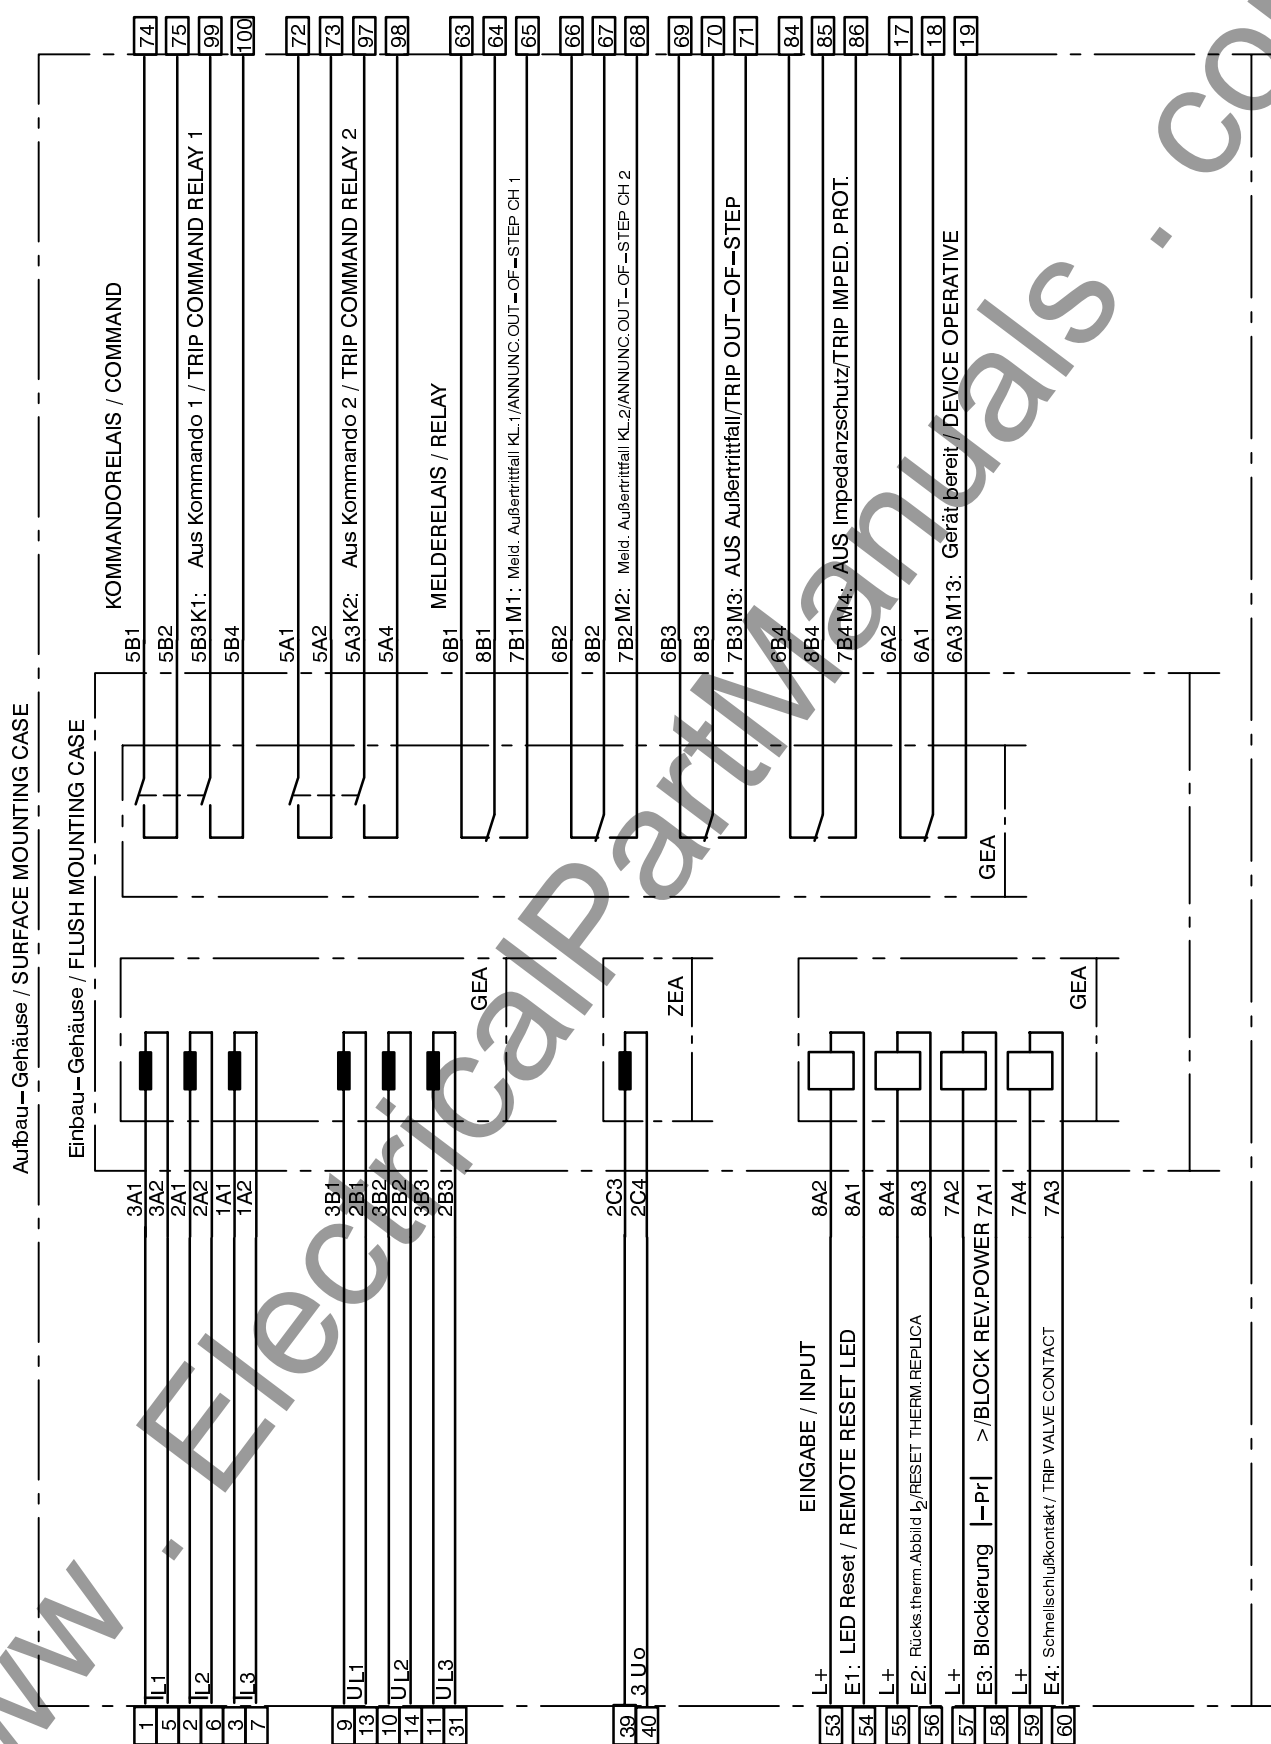 Aufbau–Gehäuse / SURFACE MOUNTING CASE
Einbau–Gehäuse / FLUSH MOUNTING CASE
KOMMANDORELAIS / COMMAND
5B1
74
5B2
75
5B3 K1: Aus Kommando 1 / TRIP COMMAND RELAY 1
99
5B4
100
5A1
72
5A2
73
5A3 K2: Aus Kommando 2 / TRIP COMMAND RELAY 2
97
5A4
98
MELDERELAIS / RELAY
6B1
63
8B1
64
7B1 M1: Meld. Außertrittfall KL.1/ANNUNC.OUT–OF–STEP CH 1
65
6B2
66
8B2
67
7B2 M2: Meld. Außertrittfall KL.2/ANNUNC.OUT–OF–STEP CH 2
68
6B3
69
8B3
70
7B3 M3: AUS Außertrittfall/TRIP OUT–OF–STEP
71
6B4
84
8B4
85
7B4 M4: AUS Impedanzschutz/TRIP IMPED. PROT.
86
6A2
17
6A1
18
6A3 M13: Gerät bereit / DEVICE OPERATIVE
19
GEA
1
IL1
3A1
5
3A2
2
IL2
2A1
6
2A2
3
IL3
1A1
7
1A2
9
UL1
3B1
13
2B1
10
UL2
3B2
14
2B2
11
UL3
3B3
31
2B3
GEA
39
3 Uo
2C3
40
2C4
ZEA
EINGABE / INPUT
53
L+
8A2
54
E1: LED Reset / REMOTE RESET LED
8A1
55
L+
8A4
56
E2: Rücks.therm.Abbild I2/RESET THERM.REPLICA
8A3
57
L+
7A2
58
E3: Blockierung |–Pr| >/BLOCK REV.POWER 7A1
59
L+
7A4
60
E4: Schnellschlußkontakt / TRIP VALVE CONTACT
7A3
GEA
www . ElectricalPartManuals . com